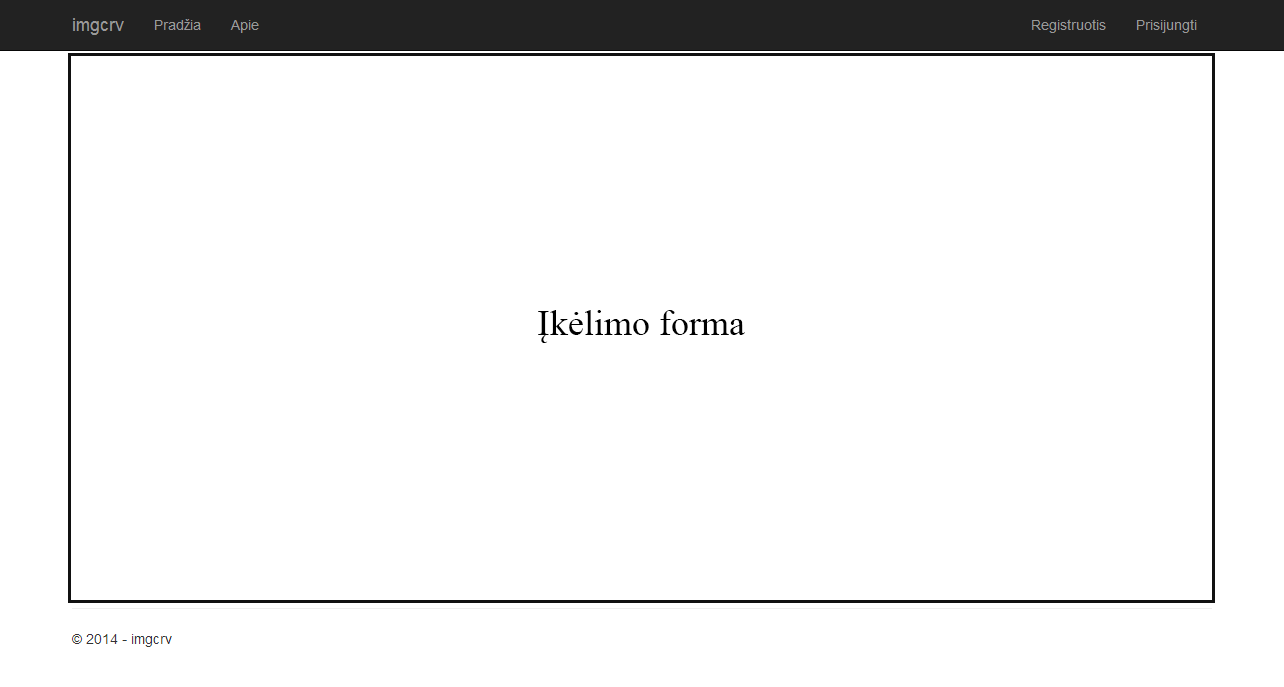 imgcrv Pradžia Apie Registruotis Prisijungti
Įkėlimo forma
© 2014 - imgcrv